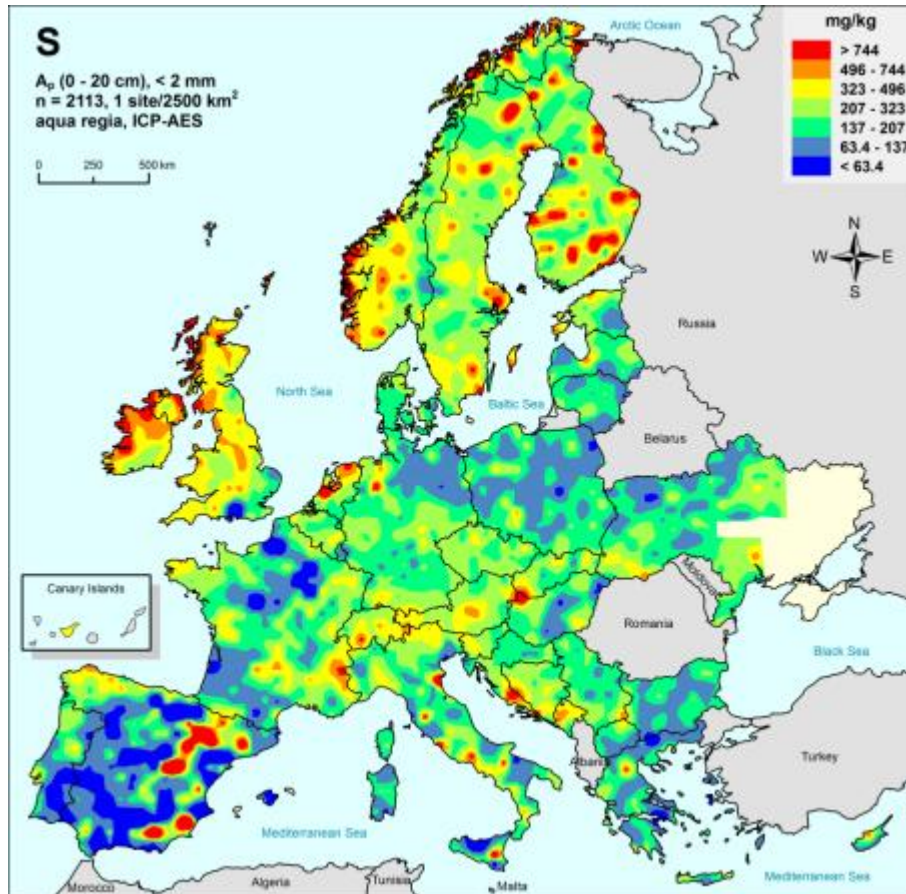 S
Aₚ (0 - 20 cm), < 2 mm
n = 2113, 1 site/2500 km²
aqua regia, ICP-AES
0 250 500 km
Arctic Ocean
mg/kg
> 744
496 - 744
323 - 496
207 - 323
137 - 207
63.4 - 137
< 63.4
N
W E
S
Russia
North Sea
Baltic Sea
Belarus
Canary Islands
Moldova
Romania
Black Sea
Albania
Turkey
Mediterranean Sea
Morocco
Algeria
Tunisia
Malta
Mediterranean Sea